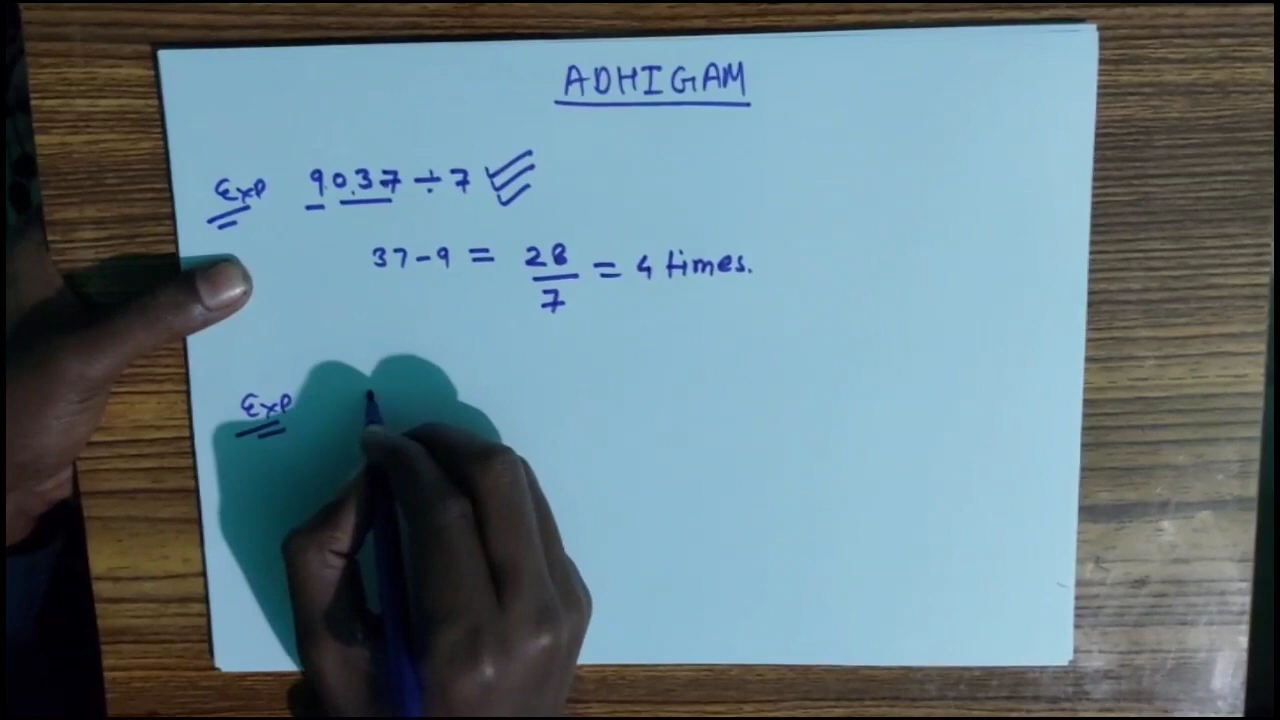 ADHIGAM
Exp 9037 ÷ 7
37-9 = 28/7 = 4 times.
Exp